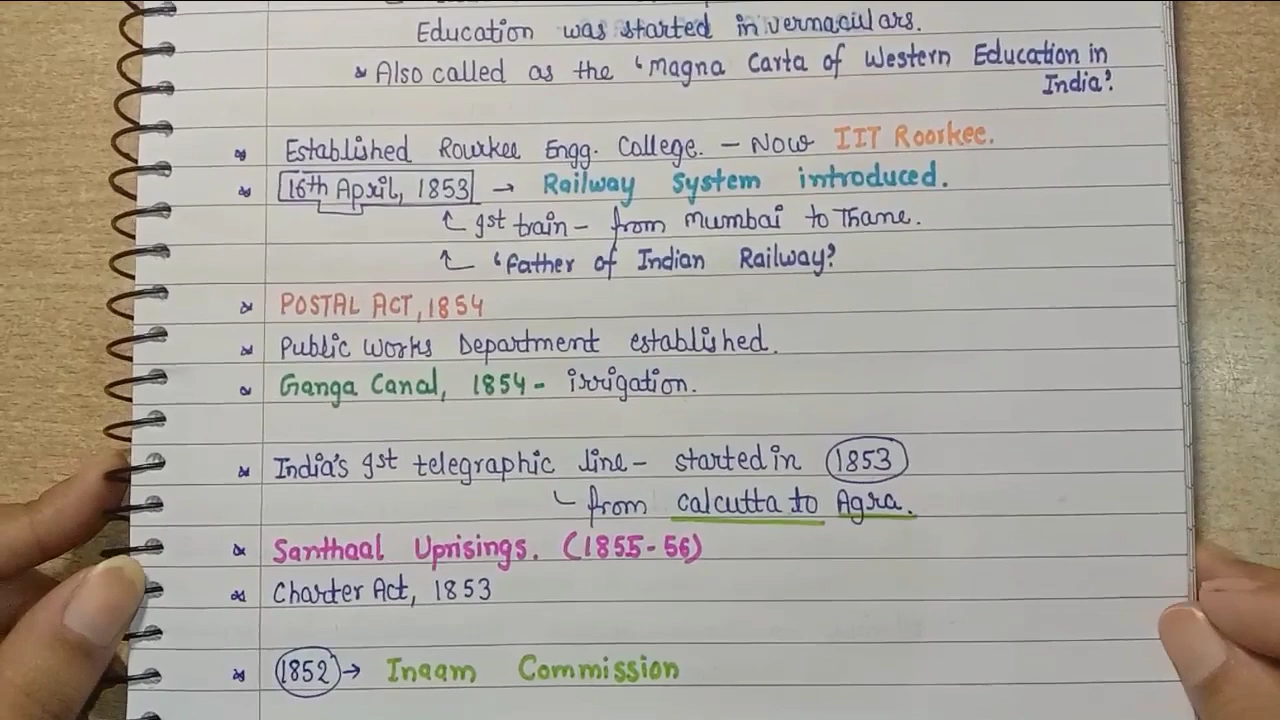 Education was started in vernaculars.
Also called as the 'Magna Carta of Western Education in
India'.
Established Rourkee Engg. College. - Now IIT Roorkee.
16th April, 1853 → Railway System introduced.
1st train - from Mumbai to Thane.
'Father of Indian Railway'
POSTAL ACT, 1854
Public Works Department established.
Ganga Canal, 1854 - irrigation.
India's 1st telegraphic line - started in 1853
from Calcutta to Agra.
Santhaal Uprisings. (1855-56)
Charter Act, 1853
1852 → Inaam Commission